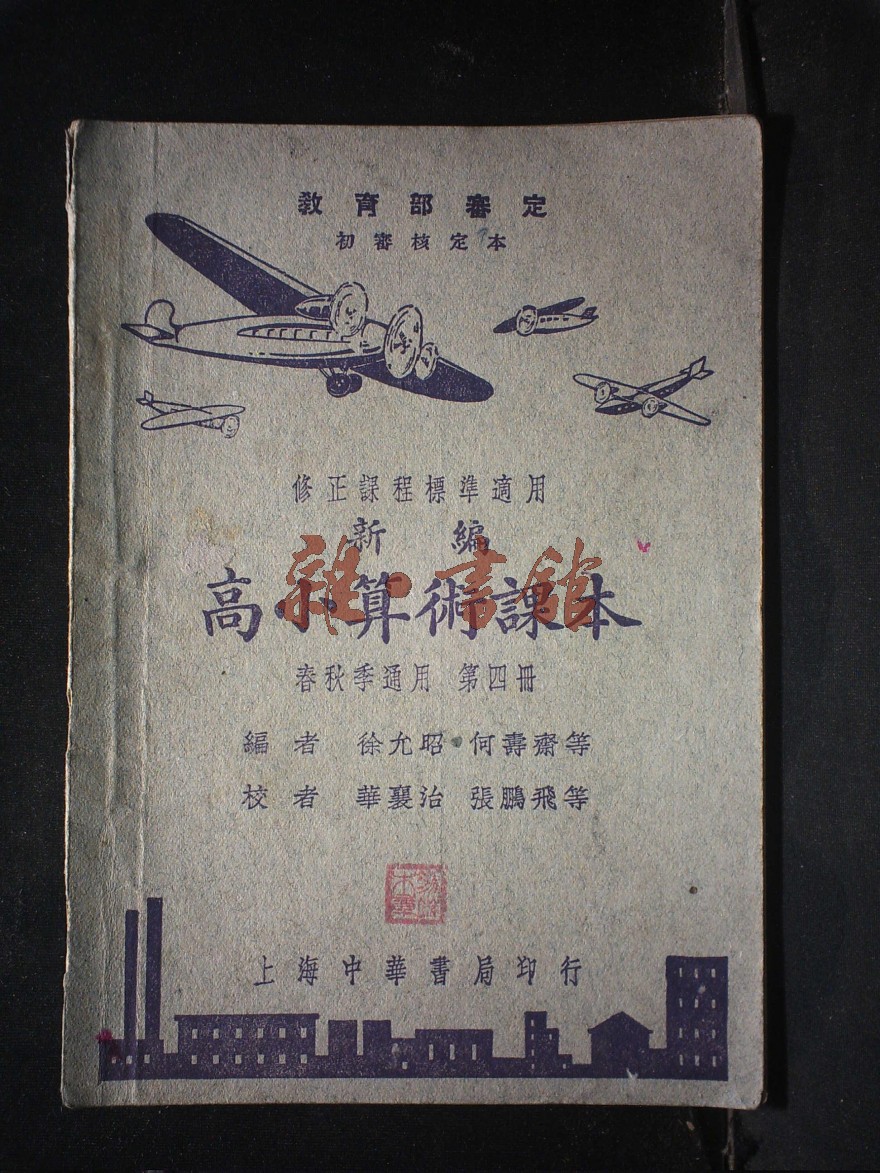 教育部審定
初審核定本
修正課程標準適用
新編
高小算術課本
雜·書館
春秋季通用 第四冊
編者 徐允昭 何壽齋等
校者 華襄治 張鵬飛等
上海中華書局印行